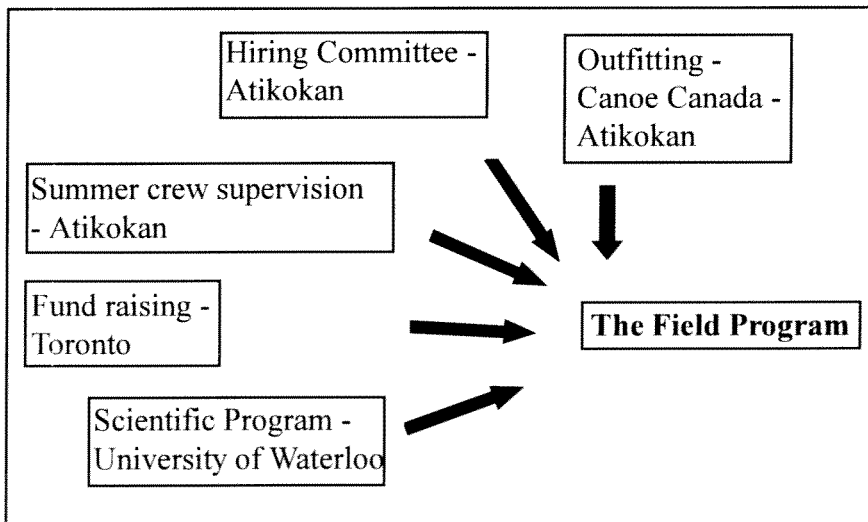 Hiring Committee -
Atikokan
Outfitting -
Canoe Canada -
Atikokan
Summer crew supervision
- Atikokan
Fund raising -
Toronto
The Field Program
Scientific Program -
University of Waterloo